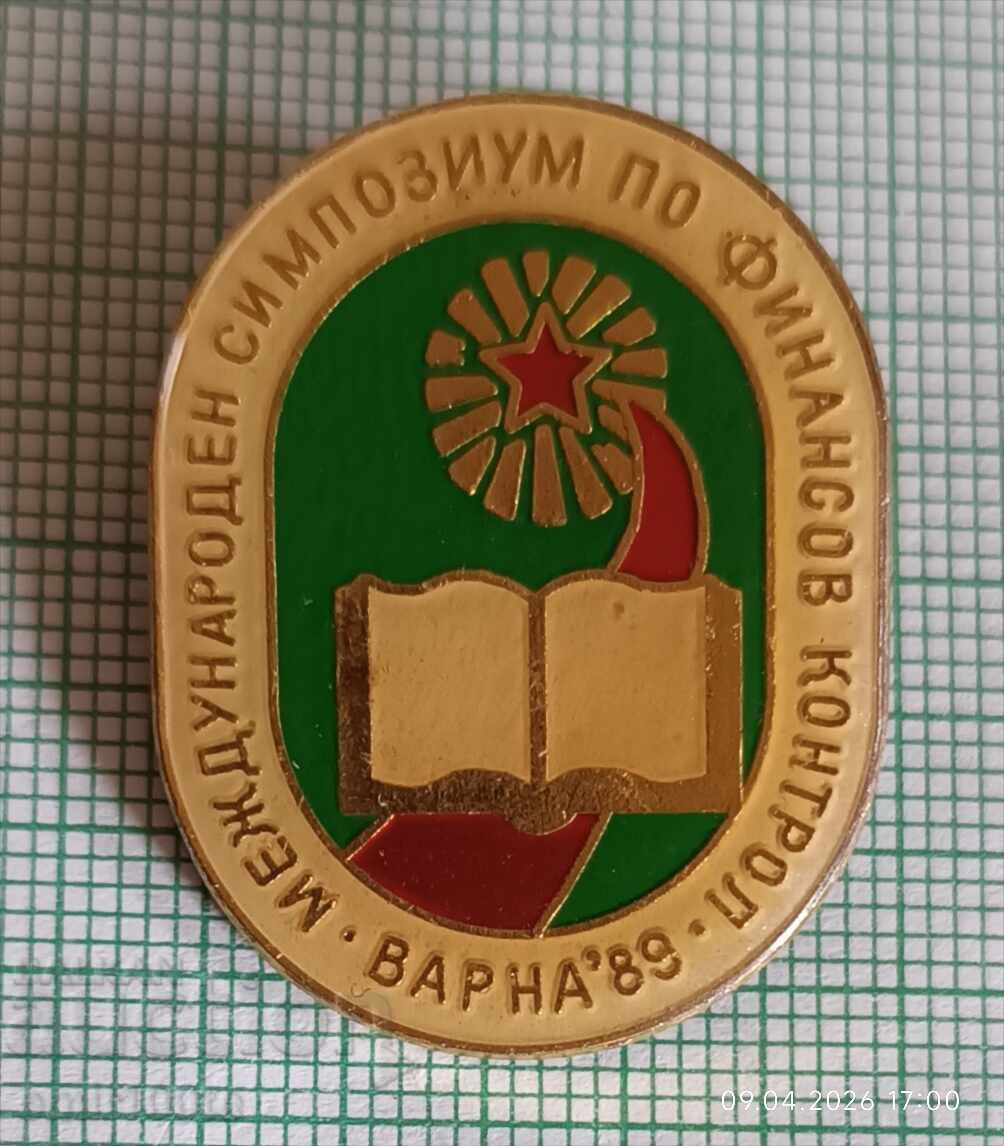 МЕЖДУНАРОДЕН СИМПОЗИУМ ПО ФИНАНСОВ КОНТРОЛ
· ВАРНА'89 ·
09.04.2026 17:00